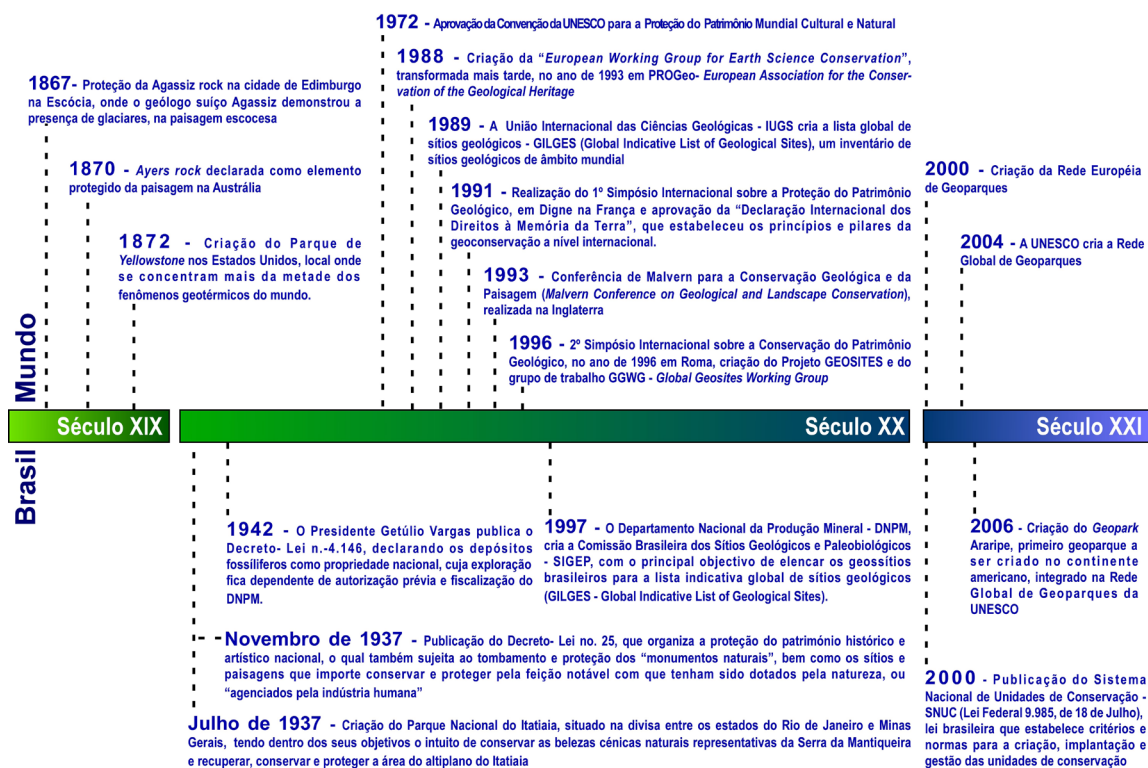 1972 - Aprovação da Convenção da UNESCO para a Proteção do Patrimônio Mundial Cultural e Natural
1988 - Criação da “European Working Group for Earth Science Conservation”,
transformada mais tarde, no ano de 1993 em PROGeo- European Association for the Conser-
vation of the Geological Heritage
1867- Proteção da Agassiz rock na cidade de Edimburgo
na Escócia, onde o geólogo suíço Agassiz demonstrou a
presença de glaciares, na paisagem escocesa
1989 - A União Internacional das Ciências Geológicas - IUGS cria a lista global de
sítios geológicos - GILGES (Global Indicative List of Geological Sites), um inventário de
sítios geológicos de âmbito mundial
1870 - Ayers rock declarada como elemento
protegido da paisagem na Austrália
1991 - Realização do 1º Simpósio Internacional sobre a Proteção do Patrimônio
Geológico, em Digne na França e aprovação da “Declaração Internacional dos
Direitos à Memória da Terra”, que estabeleceu os princípios e pilares da
geoconservação a nível internacional.
2000 - Criação da Rede Européia
de Geoparques
1872 - Criação do Parque de
Yellowstone nos Estados Unidos, local onde
se concentram mais da metade dos
fenômenos geotérmicos do mundo.
1993 - Conferência de Malvern para a Conservação Geológica e da
Paisagem (Malvern Conference on Geological and Landscape Conservation),
realizada na Inglaterra
2004 - A UNESCO cria a Rede
Global de Geoparques
1996 - 2º Simpósio Internacional sobre a Conservação do Patrimônio
Geológico, no ano de 1996 em Roma, criação do Projeto GEOSITES e do
grupo de trabalho GGWG - Global Geosites Working Group
Mundo
Século XIX
Século XX
Século XXI
Brasil
1942 - O Presidente Getúlio Vargas publica o
Decreto- Lei n.-4.146, declarando os depósitos
fossilíferos como propriedade nacional, cuja exploração
fica dependente de autorização prévia e fiscalização do
DNPM.
1997 - O Departamento Nacional da Produção Mineral - DNPM,
cria a Comissão Brasileira dos Sítios Geológicos e Paleobiológicos
- SIGEP, com o principal objectivo de elencar os geossítios
brasileiros para a lista indicativa global de sítios geológicos
(GILGES - Global Indicative List of Geological Sites).
2006 - Criação do Geopark
Araripe, primeiro geoparque a
ser criado no continente
americano, integrado na Rede
Global de Geoparques da
UNESCO
Novembro de 1937 - Publicação do Decreto- Lei no. 25, que organiza a proteção do património histórico e
artístico nacional, o qual também sujeita ao tombamento e proteção dos “monumentos naturais”, bem como os sítios e
paisagens que importe conservar e proteger pela feição notável com que tenham sido dotados pela natureza, ou
“agenciados pela indústria humana”
2000 - Publicação do Sistema
Nacional de Unidades de Conservação -
SNUC (Lei Federal 9.985, de 18 de Julho),
lei brasileira que estabelece critérios e
normas para a criação, implantação e
gestão das unidades de conservação
Julho de 1937 - Criação do Parque Nacional do Itatiaia, situado na divisa entre os estados do Rio de Janeiro e Minas
Gerais, tendo dentro dos seus objetivos o intuito de conservar as belezas cénicas naturais representativas da Serra da Mantiqueira
e recuperar, conservar e proteger a área do altiplano do Itatiaia